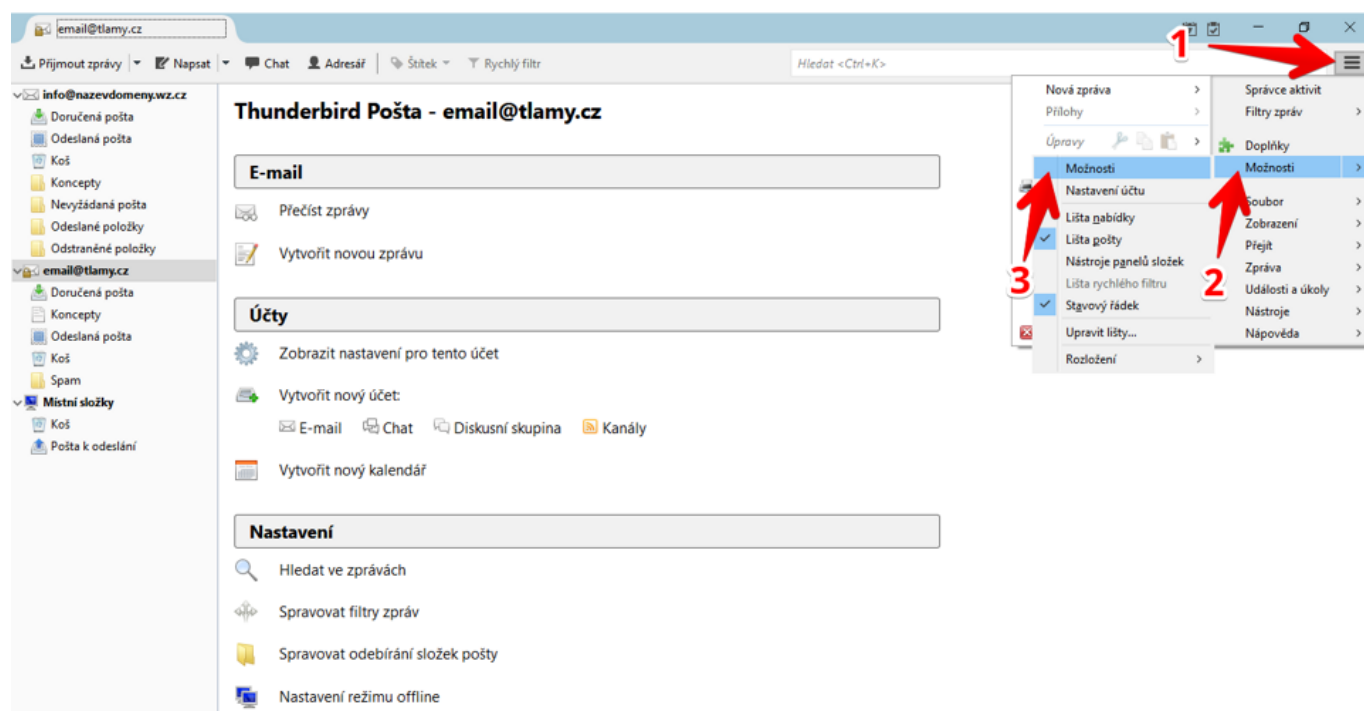 email@tlamy.cz
Přijmout zprávy
Napsat
Chat
Adresář
Štítek
Rychlý filtr
Hledat <Ctrl+K>
1
info@nazevdomeny.wz.cz
Doručená pošta
Odeslaná pošta
Koš
Koncepty
Nevyžádaná pošta
Odeslané položky
Odstraněné položky
email@tlamy.cz
Doručená pošta
Koncepty
Odeslaná pošta
Koš
Spam
Místní složky
Koš
Pošta k odeslání
Thunderbird Pošta - email@tlamy.cz
E-mail
Přečíst zprávy
Vytvořit novou zprávu
Účty
Zobrazit nastavení pro tento účet
Vytvořit nový účet:
E-mail
Chat
Diskusní skupina
Kanály
Vytvořit nový kalendář
Nastavení
Hledat ve zprávách
Spravovat filtry zpráv
Spravovat odebírání složek pošty
Nastavení režimu offline
Nová zpráva
Přílohy
Úpravy
Možnosti
Nastavení účtu
Lišta nabídky
Lišta pošty
Nástroje panelů složek
Lišta rychlého filtru
Stavový řádek
Upravit lišty...
Rozložení
3
Správce aktivit
Filtry zpráv
Doplňky
Možnosti
Soubor
Zobrazení
Přejít
Zpráva
Události a úkoly
Nástroje
Nápověda
2